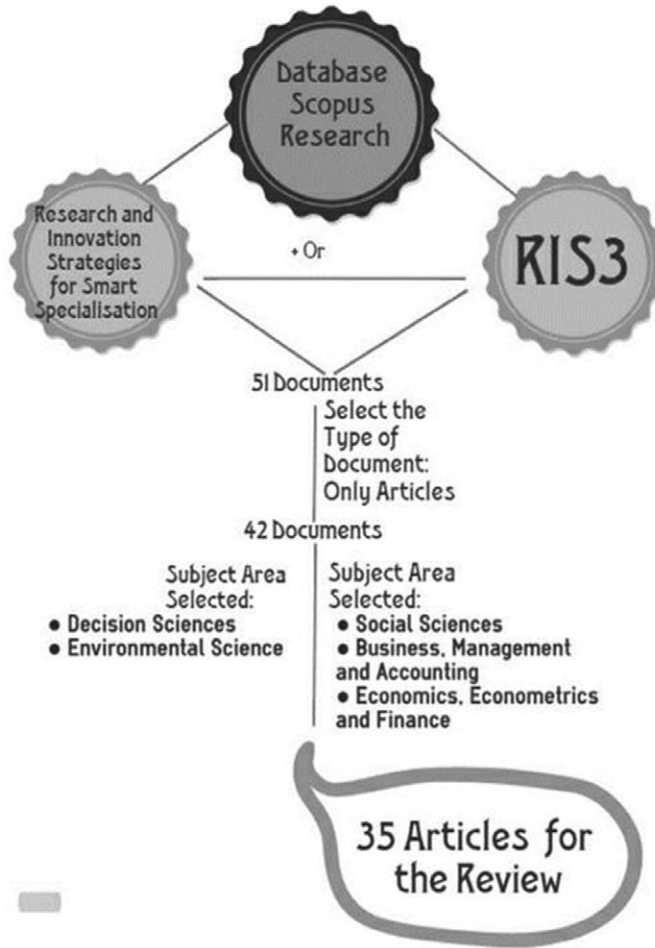 Database
Scopus
Research
Research and
Innovation
Strategies
for Smart
Specialisation
+ Or
RIS3
51 Documents
Select the
Type of
Document:
Only Articles
42 Documents
Subject Area
Selected:
● Decision Sciences
● Environmental Science
Subject Area
Selected:
● Social Sciences
● Business, Management
and Accounting
● Economics, Econometrics
and Finance
35 Articles for
the Review